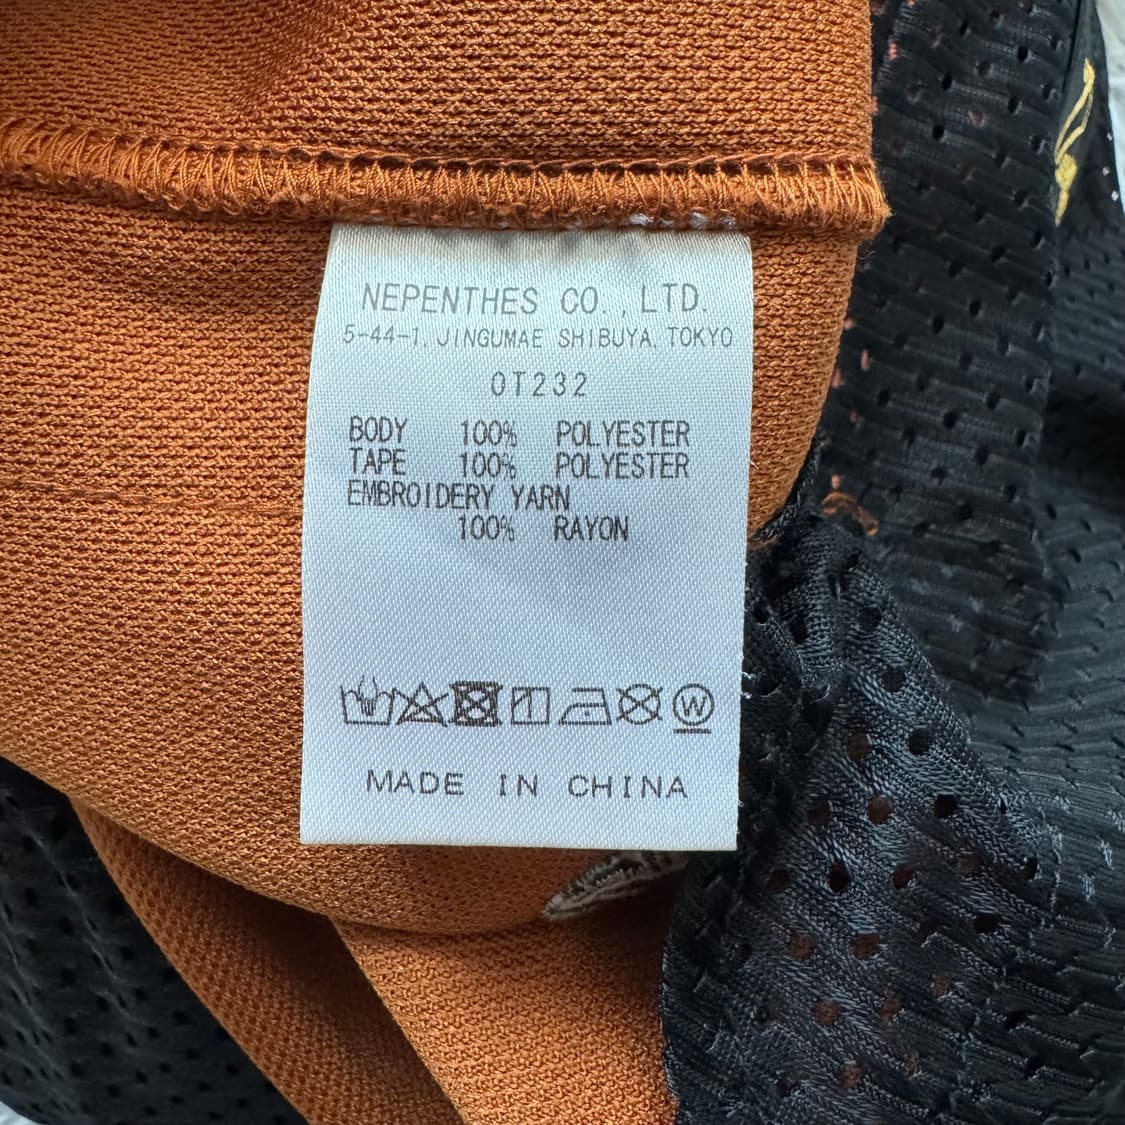 NEPENTHES CO., LTD.
5-44-1, JINGUMAE SHIBUYA, TOKYO
OT232
BODY 100% POLYESTER
TAPE 100% POLYESTER
EMBROIDERY YARN
100% RAYON
W
MADE IN CHINA